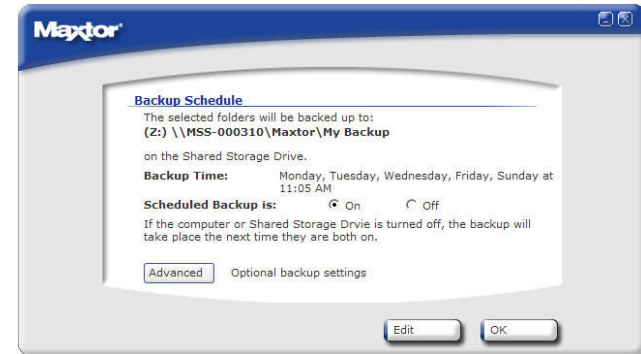 Maxtor
Backup Schedule
The selected folders will be backed up to:
(Z:) \\MSS-000310\Maxtor\My Backup
on the Shared Storage Drive.
Backup Time: Monday, Tuesday, Wednesday, Friday, Sunday at
11:05 AM
Scheduled Backup is: On Off
If the computer or Shared Storage Drvie is turned off, the backup will
take place the next time they are both on.
Advanced Optional backup settings
Edit OK